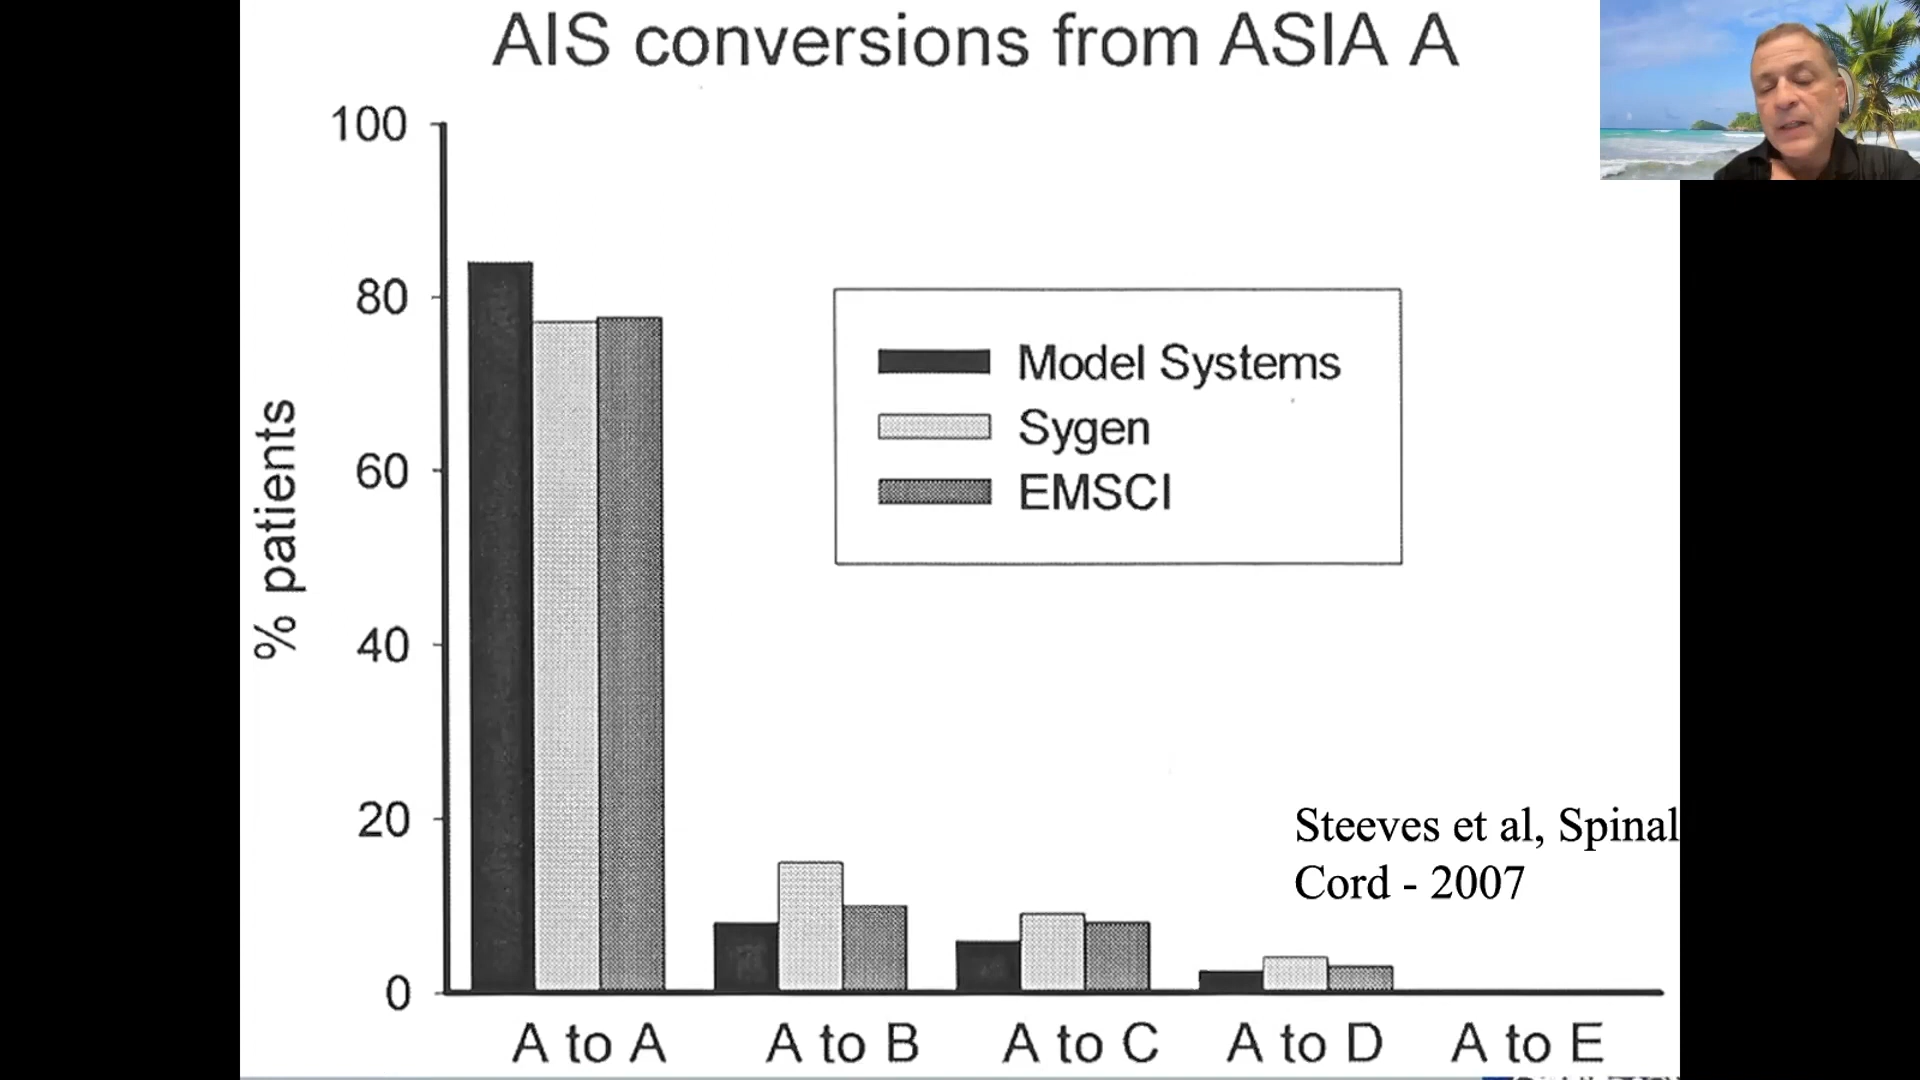 AIS conversions from ASIA A
100
80
60
40
20
0
% patients
Model Systems
Sygen
EMSCI
Steeves et al, Spinal
Cord - 2007
A to A
A to B
A to C
A to D
A to E